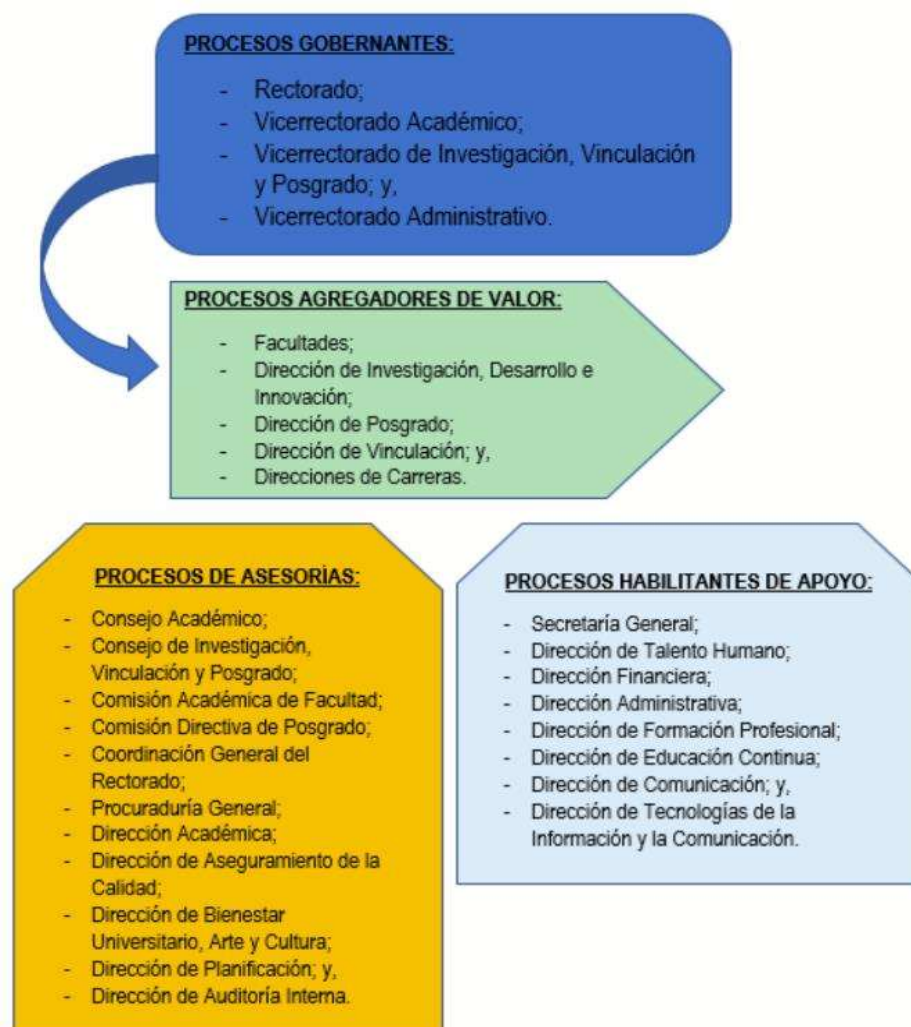 PROCESOS GOBERNANTES:
- Rectorado;
- Vicerrectorado Académico;
- Vicerrectorado de Investigación, Vinculación
y Posgrado; y,
- Vicerrectorado Administrativo.
PROCESOS AGREGADORES DE VALOR:
- Facultades;
- Dirección de Investigación, Desarrollo e
Innovación;
- Dirección de Posgrado;
- Dirección de Vinculación; y,
- Direcciones de Carreras.
PROCESOS DE ASESORÌAS:
- Consejo Académico;
- Consejo de Investigación,
Vinculación y Posgrado;
- Comisión Académica de Facultad;
- Comisión Directiva de Posgrado;
- Coordinación General del
Rectorado;
- Procuraduría General;
- Dirección Académica;
- Dirección de Aseguramiento de la
Calidad;
- Dirección de Bienestar
Universitario, Arte y Cultura;
- Dirección de Planificación; y,
- Dirección de Auditoría Interna.
PROCESOS HABILITANTES DE APOYO:
- Secretaría General;
- Dirección de Talento Humano;
- Dirección Financiera;
- Dirección Administrativa;
- Dirección de Formación Profesional;
- Dirección de Educación Continua;
- Dirección de Comunicación; y,
- Dirección de Tecnologías de la
Información y la Comunicación.